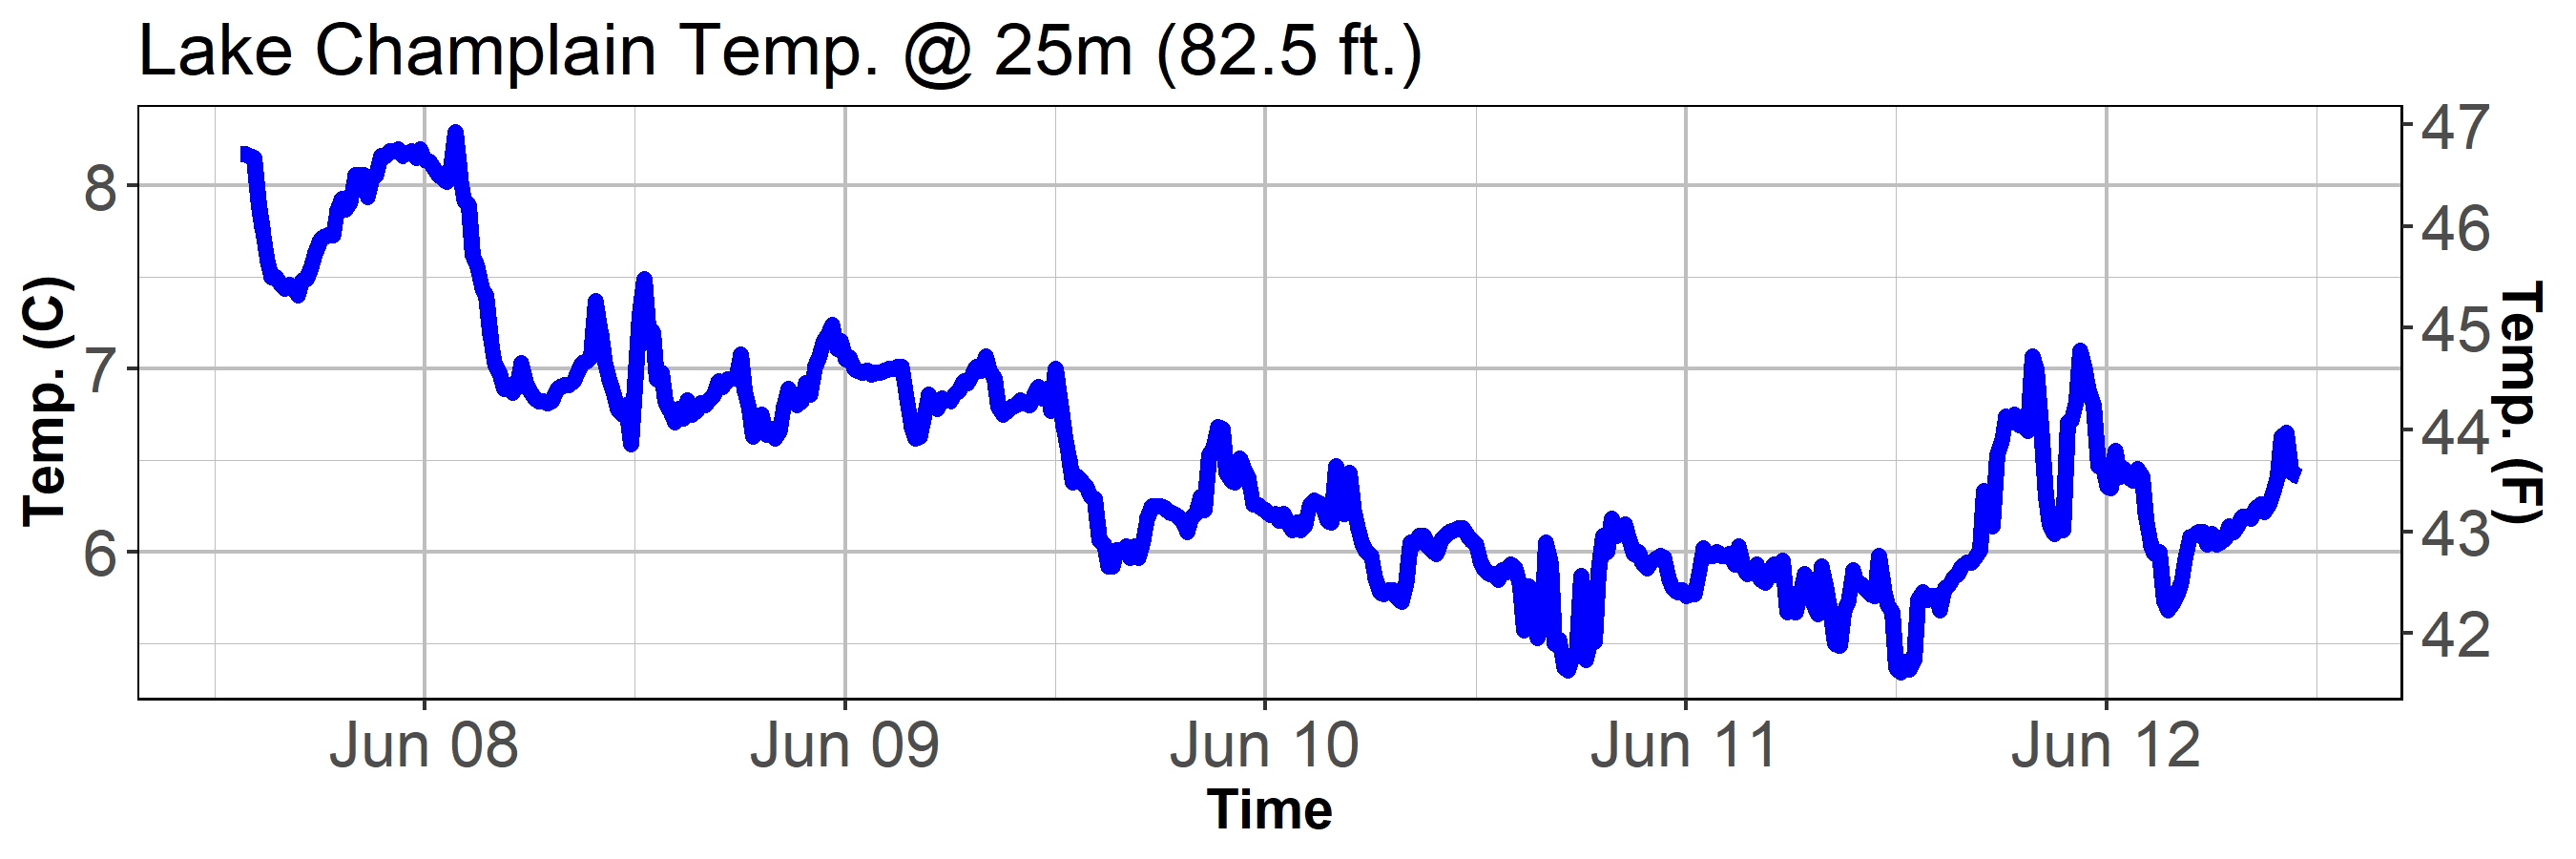 Lake Champlain Temp. @ 25m (82.5 ft.)
Temp. (C)
8
7
6
47
46
45
44
43
42
Temp. (F)
Jun 08 Jun 09 Jun 10 Jun 11 Jun 12
Time